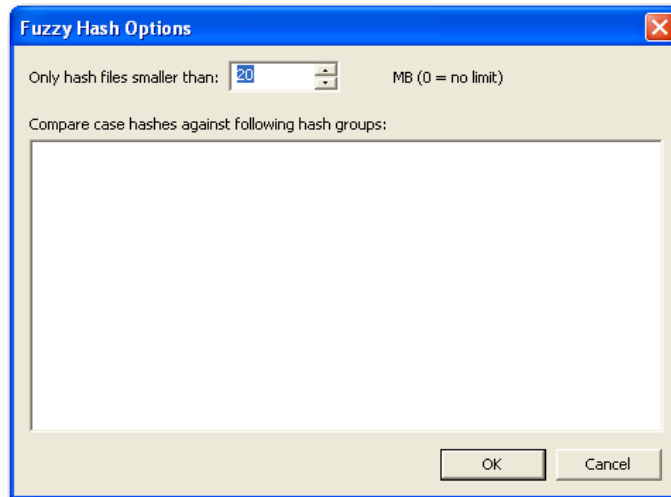 Fuzzy Hash Options
Only hash files smaller than: 20 MB (0 = no limit)
Compare case hashes against following hash groups:
OK Cancel